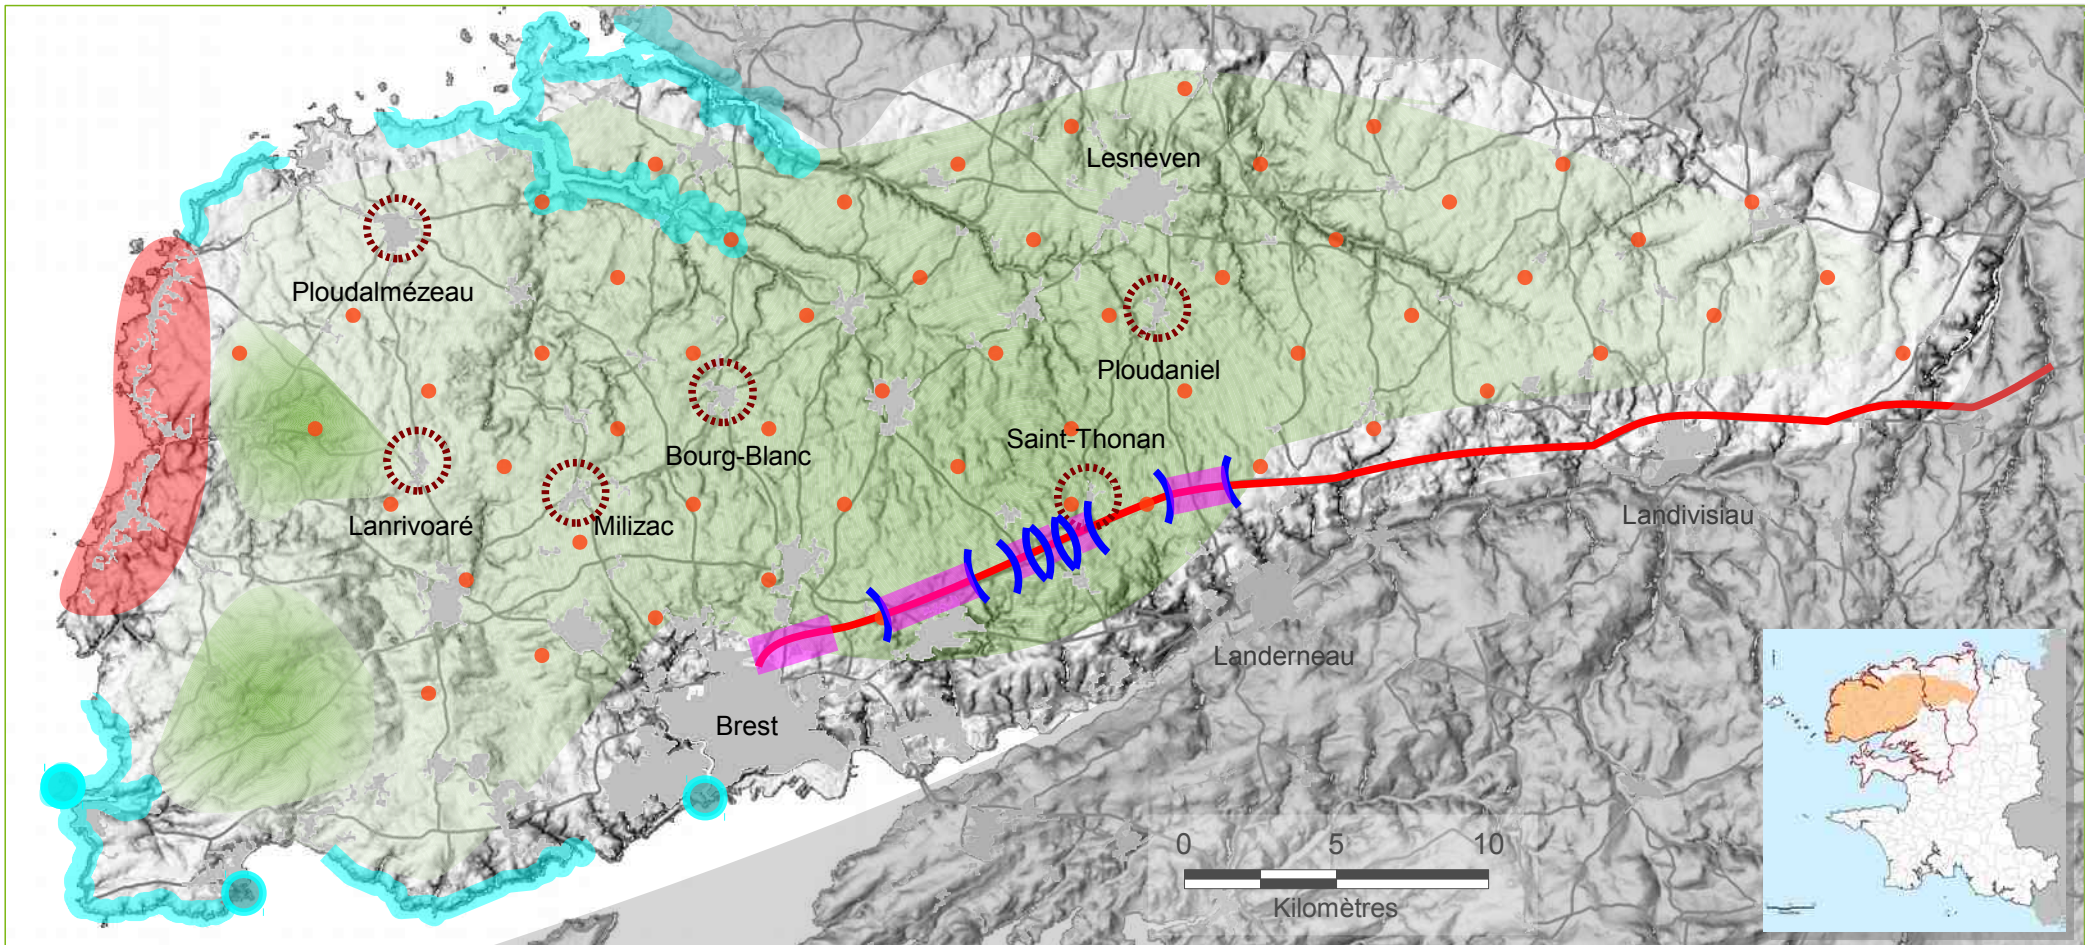 Lesneven
Ploudalmézeau
Ploudaniel
Saint-Thonan
Bourg-Blanc
Lanrivoaré
Milizac
Landivisiau
Landerneau
Brest
0 5 10
Kilomètres